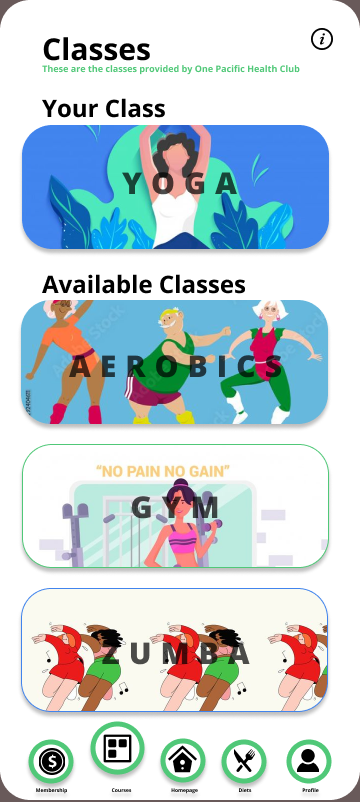 Classes
These are the classes provided by One Pacific Health Club
Your Class
YOGA
Available Classes
AEROBICS
"NO PAIN NO GAIN"
GYM
ZUMBA
Membership
Courses
Homepage
Diets
Profile